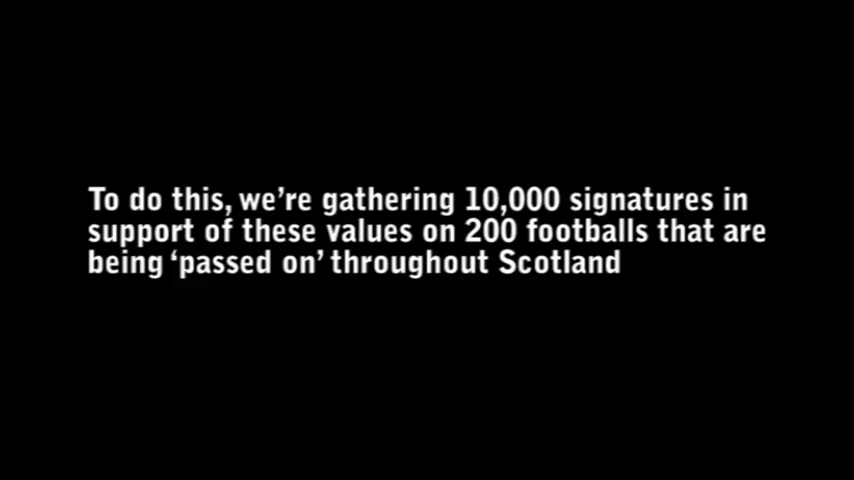 To do this, we're gathering 10,000 signatures in
support of these values on 200 footballs that are
being ‘passed on’ throughout Scotland